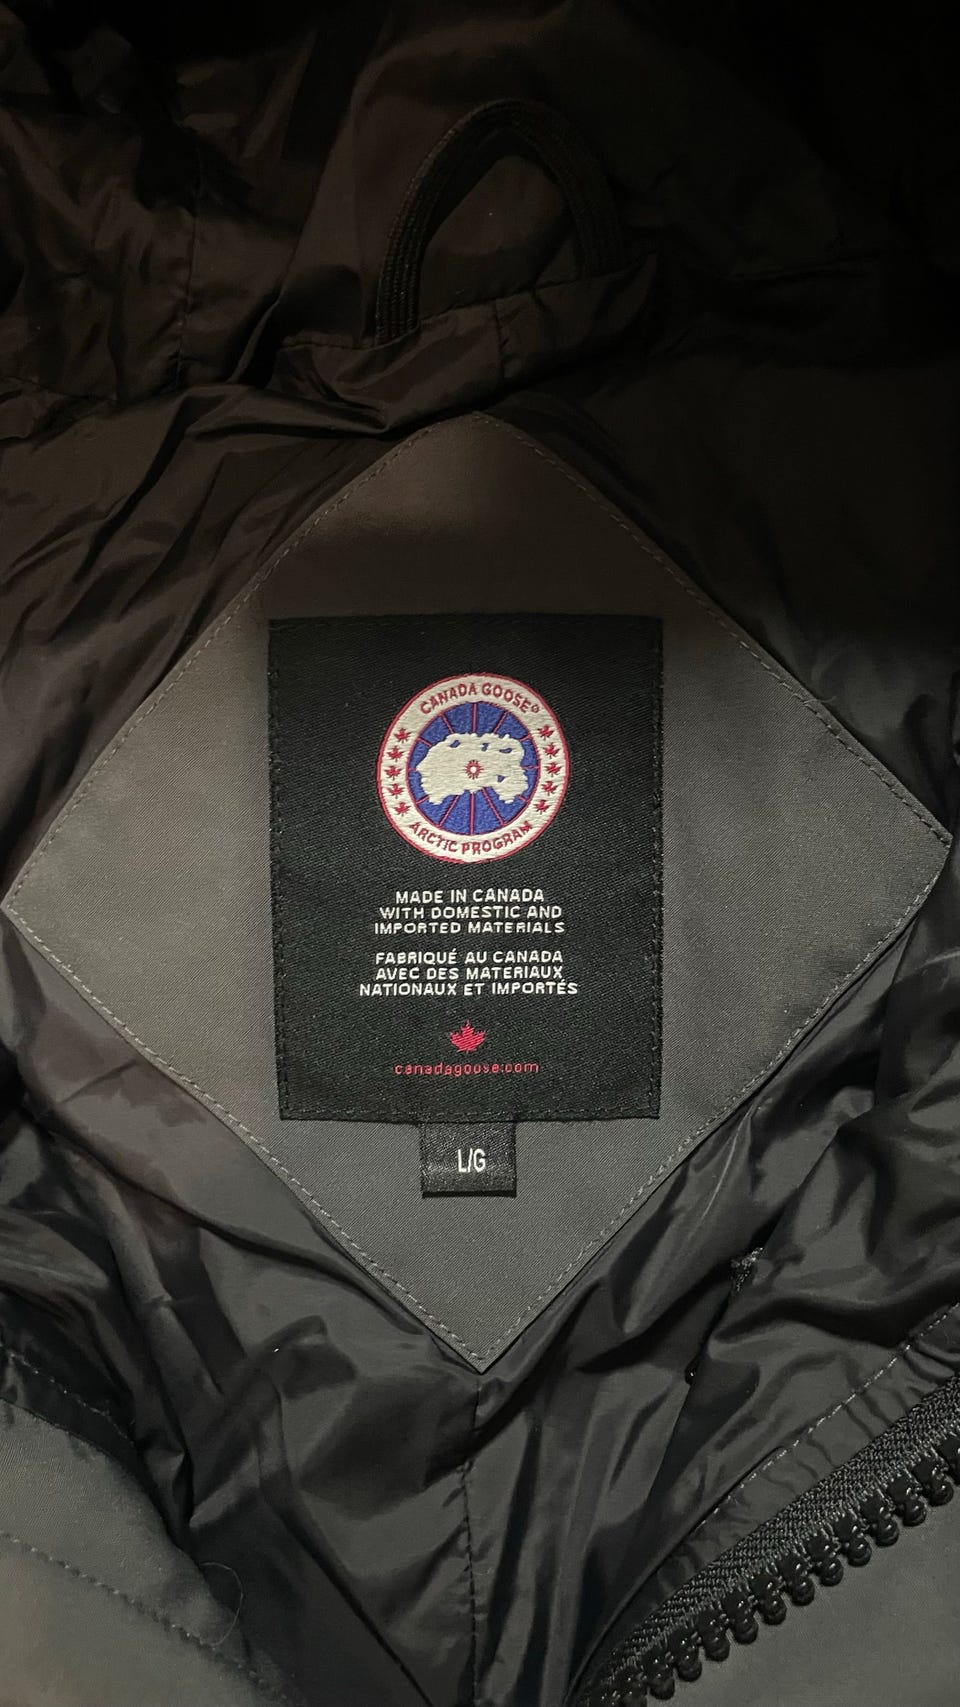 CANADA GOOSE®
ARCTIC PROGRAM
MADE IN CANADA
WITH DOMESTIC AND
IMPORTED MATERIALS
FABRIQUÉ AU CANADA
AVEC DES MATERIAUX
NATIONAUX ET IMPORTÉS
canadagoose.com
L/G